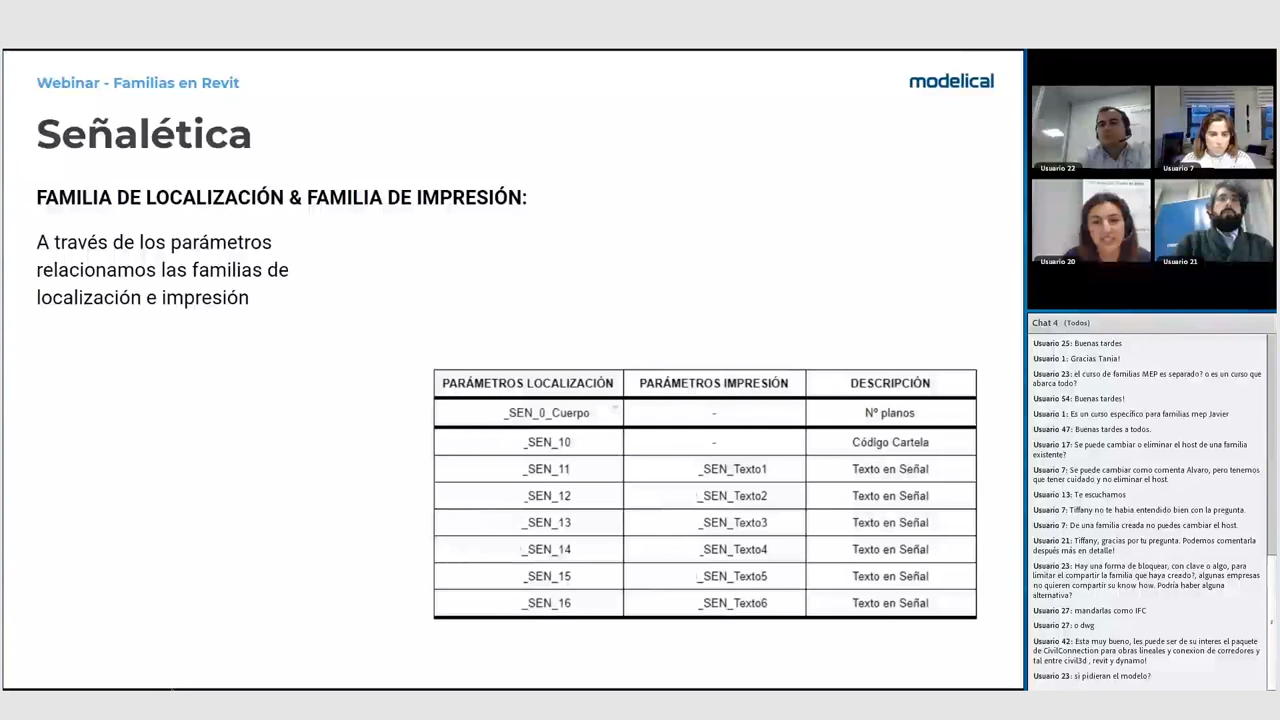 Webinar - Familias en Revit
modelical
Señalética
FAMILIA DE LOCALIZACIÓN & FAMILIA DE IMPRESIÓN:
A través de los parámetros
relacionamos las familias de
localización e impresión
PARÁMETROS LOCALIZACIÓN PARÁMETROS IMPRESIÓN DESCRIPCIÓN
_SEN_0_Cuerpo - Nº planos
_SEN_10 - Código Cartela
_SEN_11 _SEN_Texto1 Texto en Señal
_SEN_12 _SEN_Texto2 Texto en Señal
_SEN_13 _SEN_Texto3 Texto en Señal
_SEN_14 _SEN_Texto4 Texto en Señal
_SEN_15 _SEN_Texto5 Texto en Señal
_SEN_16 _SEN_Texto6 Texto en Señal
Usuario 22
Usuario 7
Usuario 20
Usuario 21
Chat 4 (Todos)
Usuario 25: Buenas tardes
Usuario 1: Gracias Tania!
Usuario 23: el curso de familias MEP es separado? o es un curso que
abarca todo?
Usuario 54: Buenas tardes!
Usuario 1: Es un curso específico para familias mep Javier
Usuario 47: Buenas tardes a todos.
Usuario 17: Se puede cambiar o eliminar el host de una familia
existente?
Usuario 7: Se puede cambiar como comenta Alvaro, pero tenemos
que tener cuidado y no eliminar el host.
Usuario 13: Te escuchamos
Usuario 7: Tiffany no te habia entendido bien con la pregunta.
Usuario 7: De una familia creada no puedes cambiar el host.
Usuario 21: Tiffany, gracias por tu pregunta. Podemos comentarla
después más en detalle!
Usuario 23: Hay una forma de bloquear, con clave o algo, para
limitar el compartir la familia que haya creado?, algunas empresas
no quieren compartir su know how. Podría haber alguna
alternativa?
Usuario 27: mandarlas como IFC
Usuario 27: o dwg
Usuario 42: Esta muy bueno, les puede ser de su interes el paquete
de CivilConnection para obras lineales y conexion de corredores y
tal entre civil3d , revit y dynamo!
Usuario 23: si pidieran el modelo?